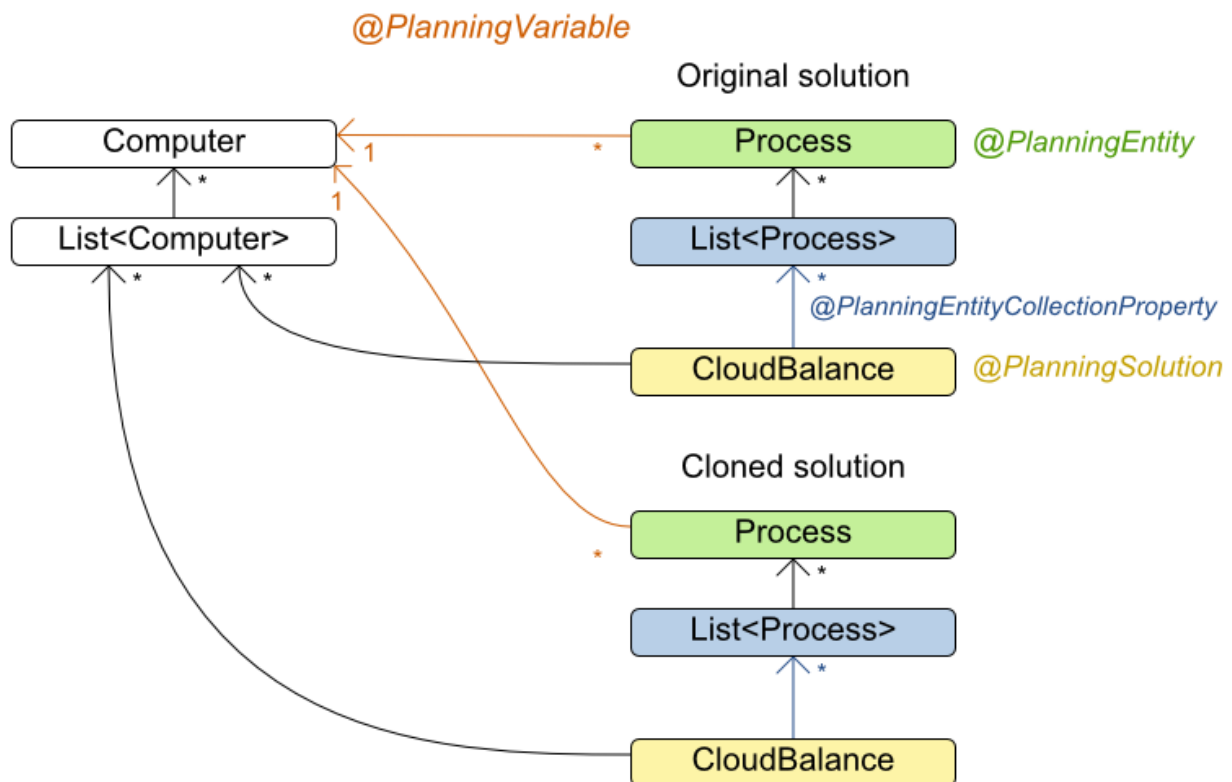 @PlanningVariable
Original solution
Computer
1
*
Process
@PlanningEntity
*
1
*
List<Computer>
List<Process>
*
*
*
@PlanningEntityCollectionProperty
CloudBalance
@PlanningSolution
Cloned solution
Process
*
*
List<Process>
*
CloudBalance